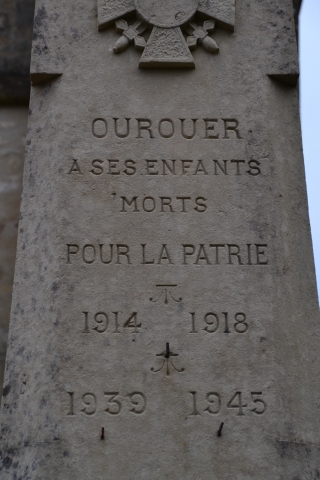 OUROUER
A SES ENFANTS
MORTS
POUR LA PATRIE
1914 1918
1939 1945